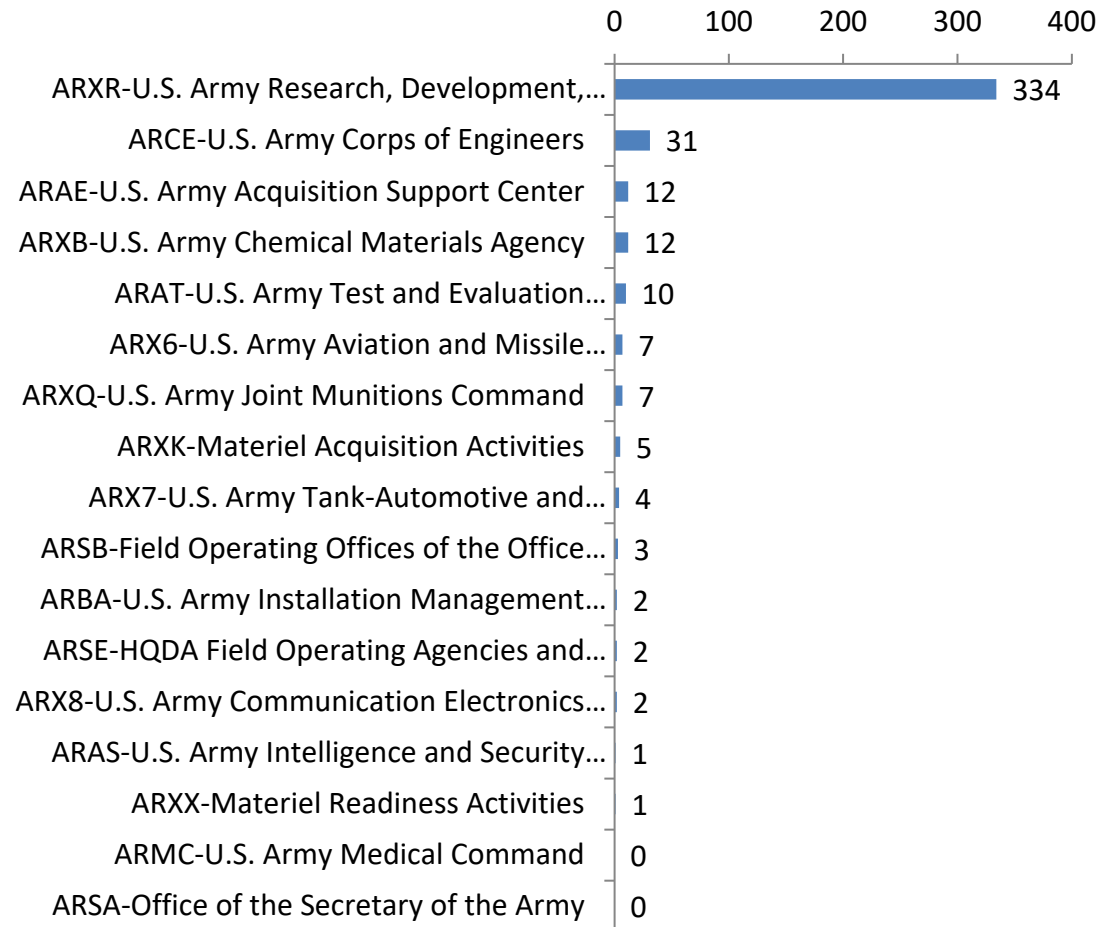 0 100 200 300 400
ARXR-U.S. Army Research, Development,... 334
ARCE-U.S. Army Corps of Engineers 31
ARAE-U.S. Army Acquisition Support Center 12
ARXB-U.S. Army Chemical Materials Agency 12
ARAT-U.S. Army Test and Evaluation... 10
ARX6-U.S. Army Aviation and Missile... 7
ARXQ-U.S. Army Joint Munitions Command 7
ARXK-Materiel Acquisition Activities 5
ARX7-U.S. Army Tank-Automotive and... 4
ARSB-Field Operating Offices of the Office... 3
ARBA-U.S. Army Installation Management... 2
ARSE-HQDA Field Operating Agencies and... 2
ARX8-U.S. Army Communication Electronics... 2
ARAS-U.S. Army Intelligence and Security... 1
ARXX-Materiel Readiness Activities 1
ARMC-U.S. Army Medical Command 0
ARSA-Office of the Secretary of the Army 0